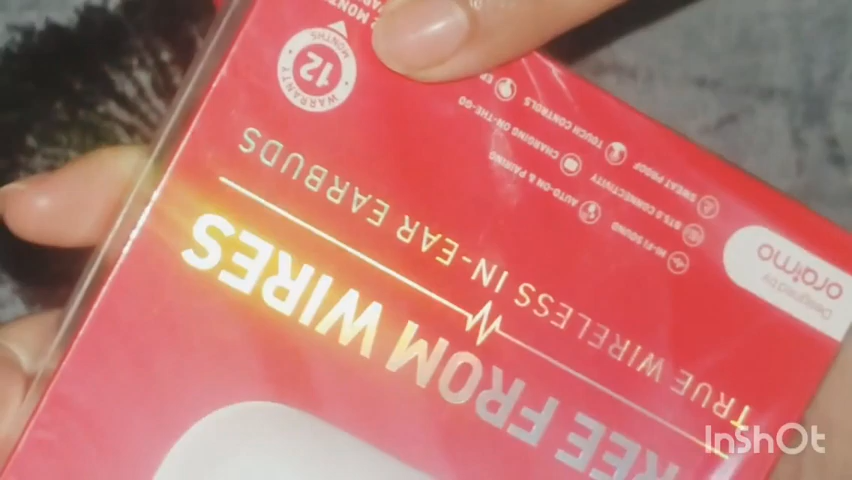 Designed by
oraimo
HI-FI SOUND
BT5.0 CONNECTIVITY
SWEAT PROOF
AUTO-ON & PAIRING
CHARGING ON-THE-GO
TOUCH CONTROLS
12
MONTHS
WARRANTY
TRUE WIRELESS IN-EAR EARBUDS
REE FROM WIRES
InShOt